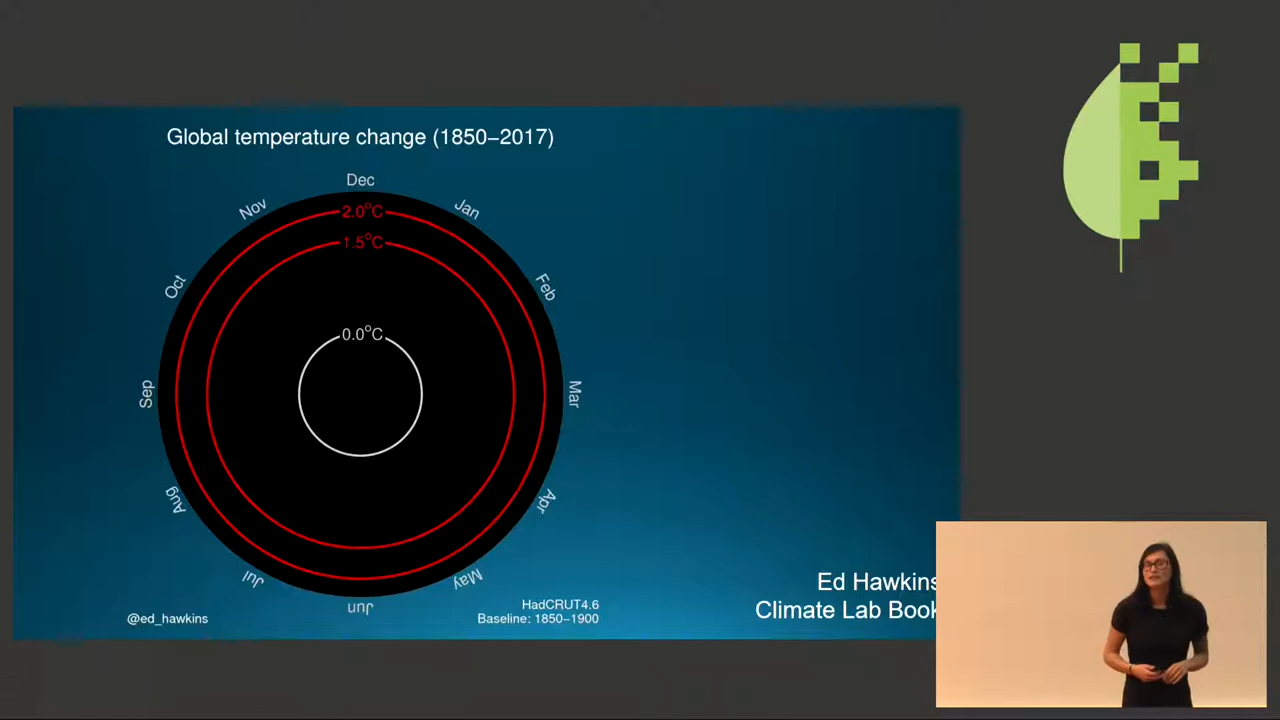 Global temperature change (1850–2017)
Dec
Nov
Jan
2.0°C
1.5°C
Oct
Feb
0.0°C
Sep
Mar
Aug
Apr
Jul
May
Jun
@ed_hawkins
HadCRUT4.6
Baseline: 1850–1900
Ed Hawkins
Climate Lab Book